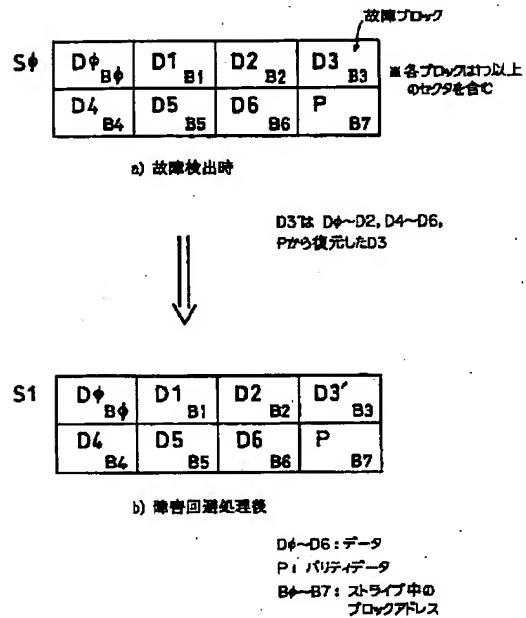 故障ブロック
Sφ
Dφ Bφ D1 B1 D2 B2 D3 B3
※各ブロックは1つ以上
のセクタを含む
D4 B4 D5 B5 D6 B6 P B7
a) 故障検出時
D3'は Dφ~D2, D4~D6,
Pから復元したD3
S1
Dφ Bφ D1 B1 D2 B2 D3' B3
D4 B4 D5 B5 D6 B6 P B7
b) 障害回避処理後
Dφ~D6: データ
P: パリティデータ
Bφ~B7: ストライプ中の
ブロックアドレス